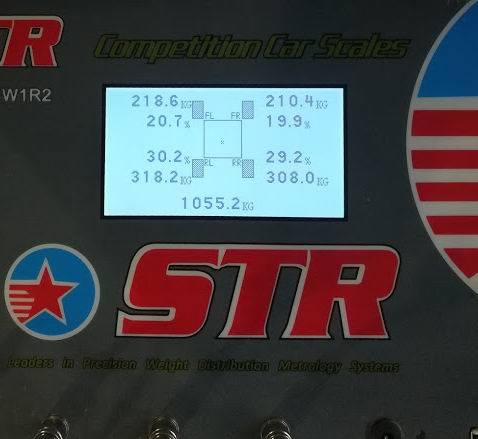 TR
Competition Car Scales
SW1R2
218.6KG 210.4KG
20.7% FL FR 19.9%
30.2% RL RR 29.2%
318.2KG 308.0KG
1055.2KG
STR
Leaders in Precision Weight Distribution Metrology Systems